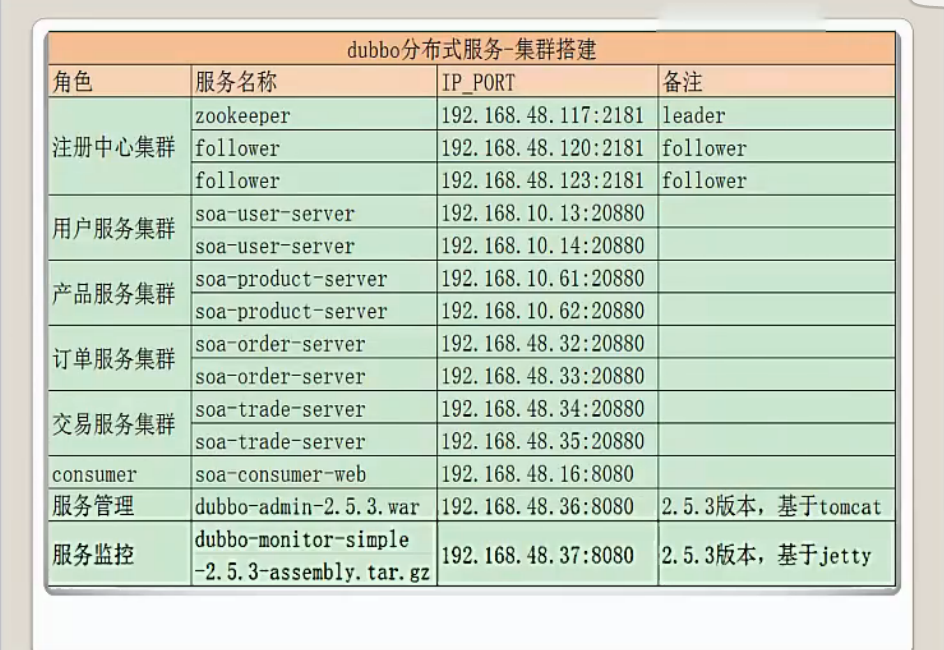 dubbo分布式服务-集群搭建
角色 服务名称 IP_PORT 备注
注册中心集群 zookeeper 192.168.48.117:2181 leader
follower 192.168.48.120:2181 follower
follower 192.168.48.123:2181 follower
用户服务集群 soa-user-server 192.168.10.13:20880
soa-user-server 192.168.10.14:20880
产品服务集群 soa-product-server 192.168.10.61:20880
soa-product-server 192.168.10.62:20880
订单服务集群 soa-order-server 192.168.48.32:20880
soa-order-server 192.168.48.33:20880
交易服务集群 soa-trade-server 192.168.48.34:20880
soa-trade-server 192.168.48.35:20880
consumer soa-consumer-web 192.168.48.16:8080
服务管理 dubbo-admin-2.5.3.war 192.168.48.36:8080 2.5.3版本，基于tomcat
服务监控 dubbo-monitor-simple
-2.5.3-assembly.tar.gz 192.168.48.37:8080 2.5.3版本，基于jetty